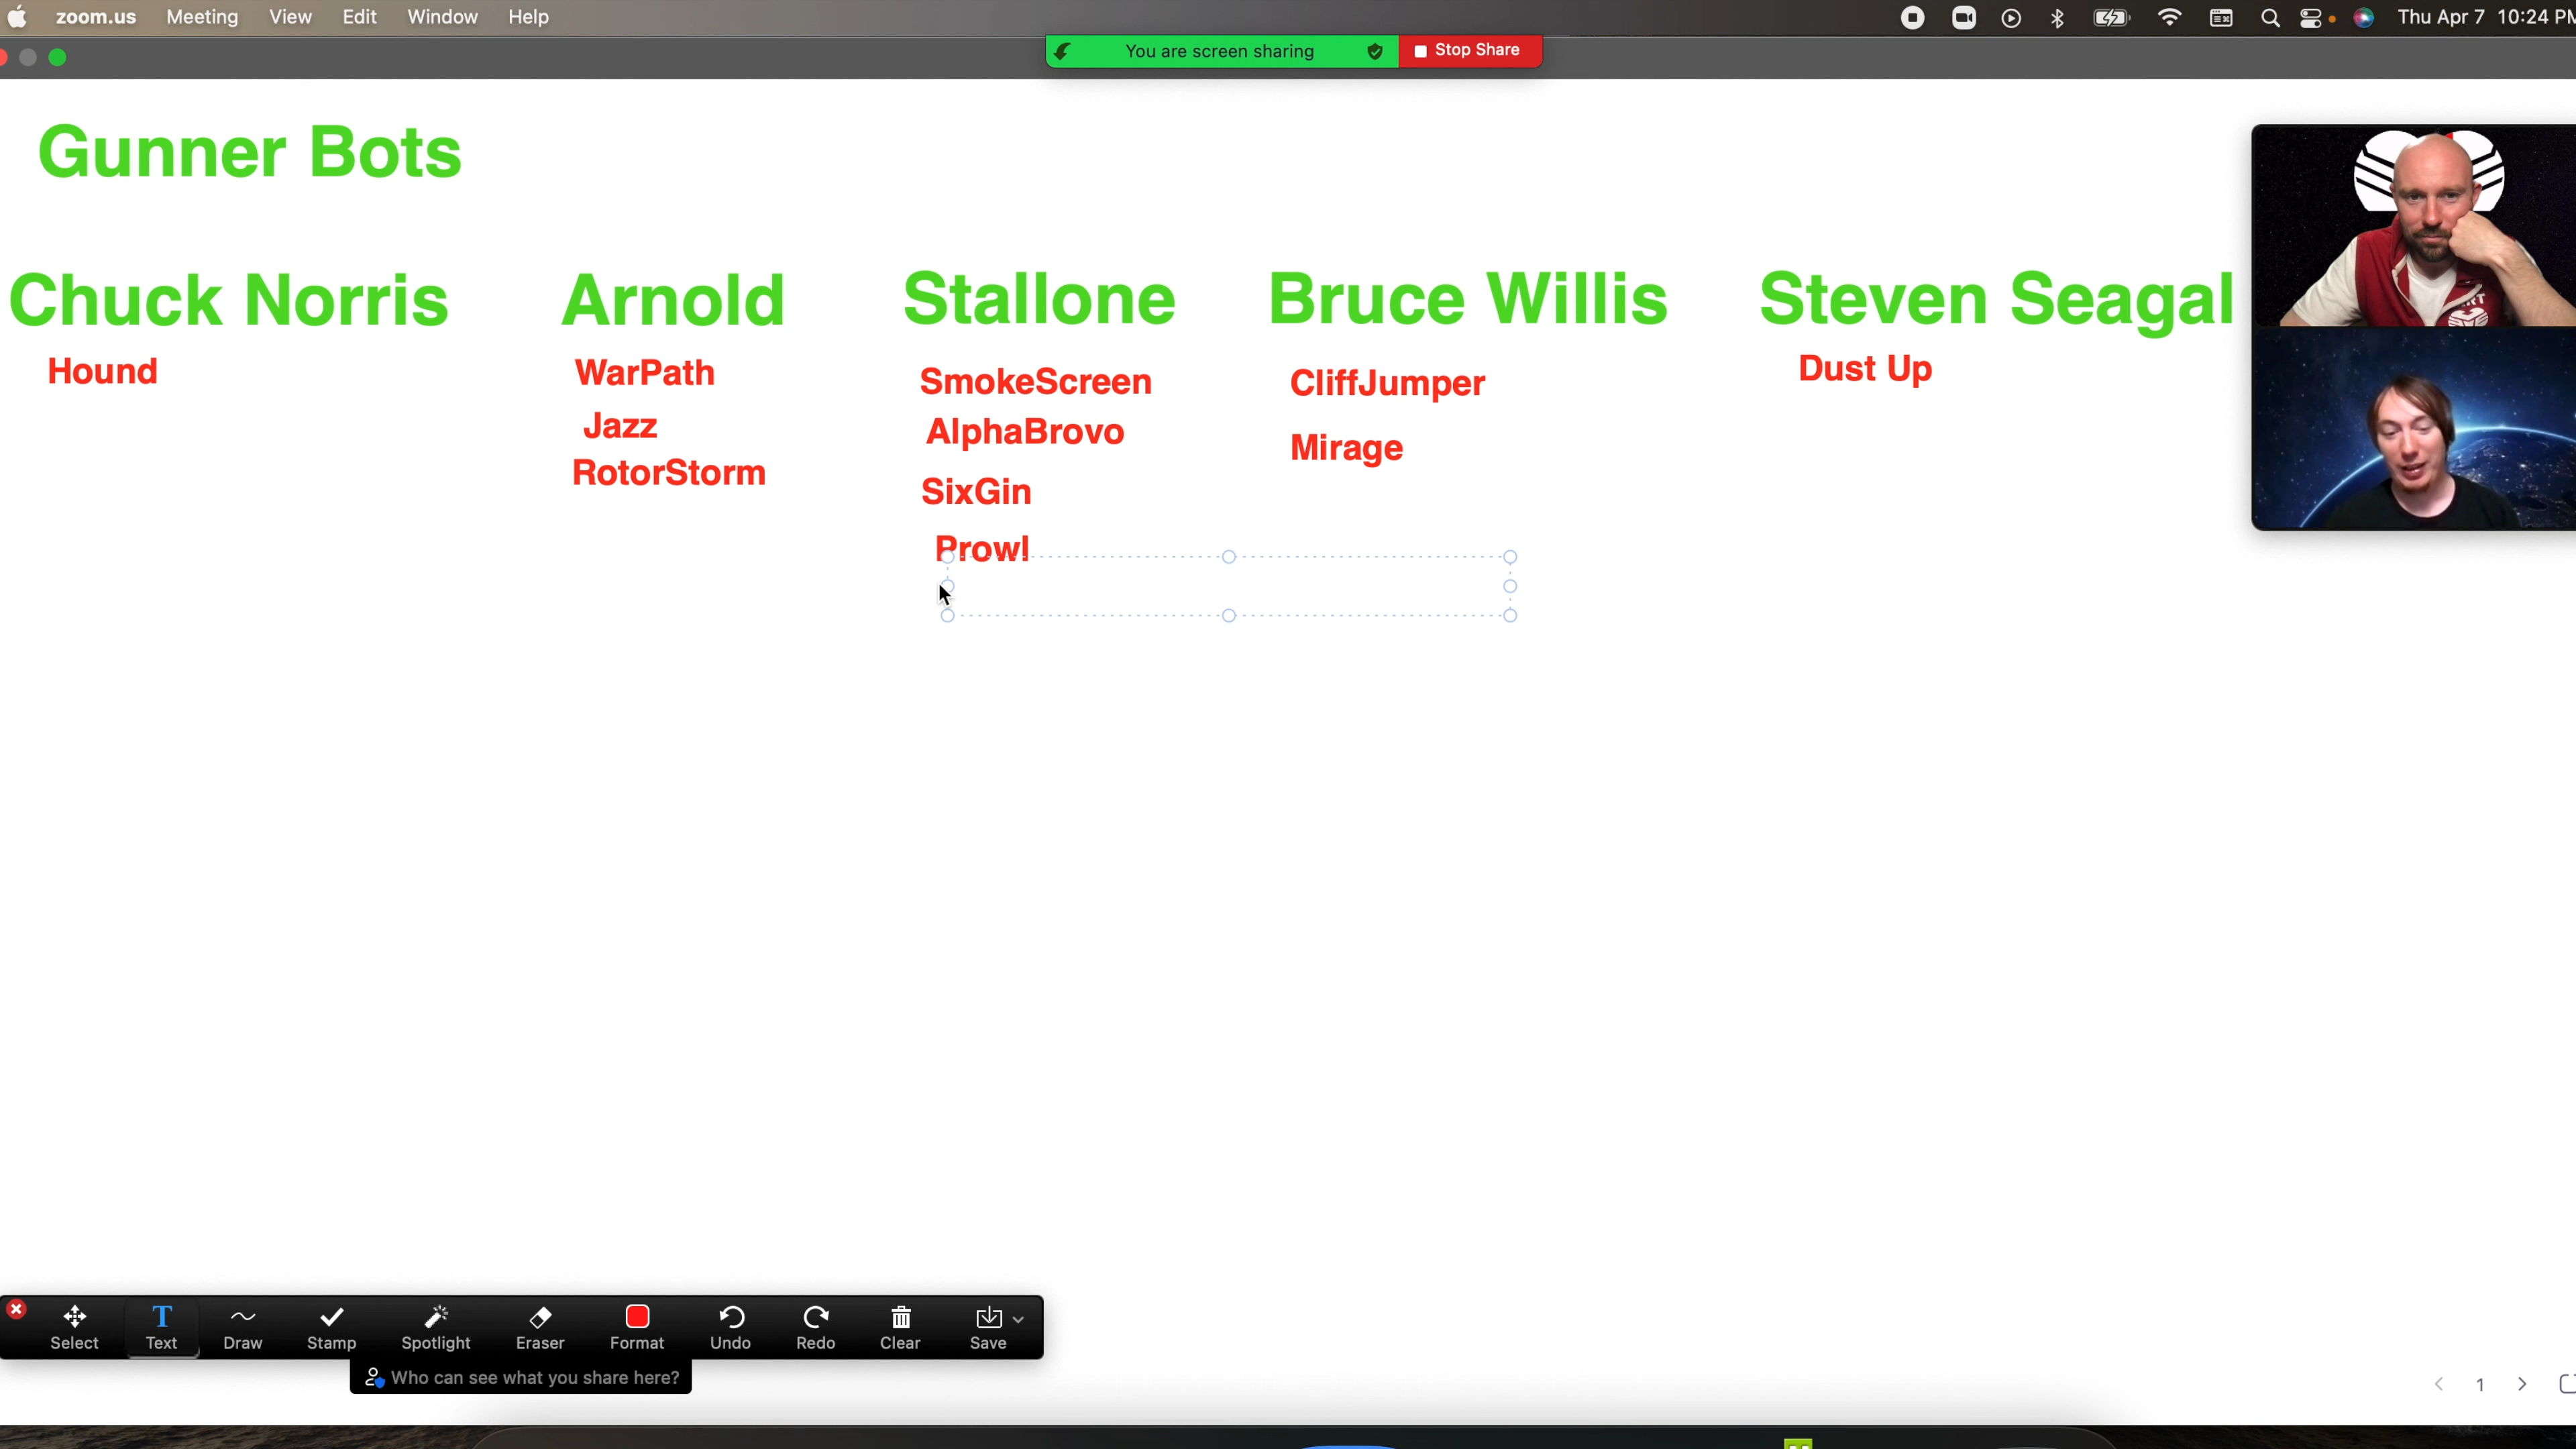 zoom.us Meeting View Edit Window Help
Thu Apr 7 10:24 PM
You are screen sharing
Stop Share
Gunner Bots
Chuck Norris
Arnold
Stallone
Bruce Willis
Steven Seagal
Hound
WarPath
SmokeScreen
CliffJumper
Dust Up
Jazz
AlphaBrovo
Mirage
RotorStorm
SixGin
Prowl
Select
Text
Draw
Stamp
Spotlight
Eraser
Format
Undo
Redo
Clear
Save
Who can see what you share here?
1